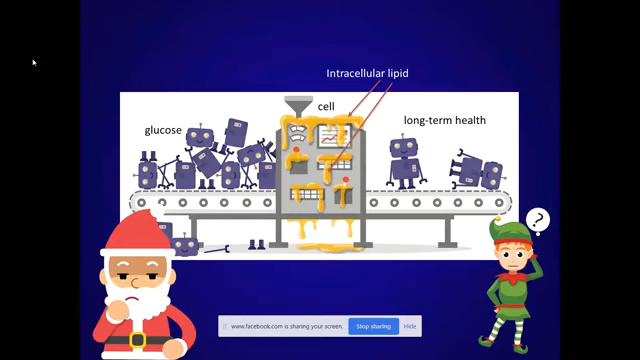 Intracellular lipid
cell
glucose
long-term health
?
www.facebook.com is sharing your screen.
Stop sharing
Hide